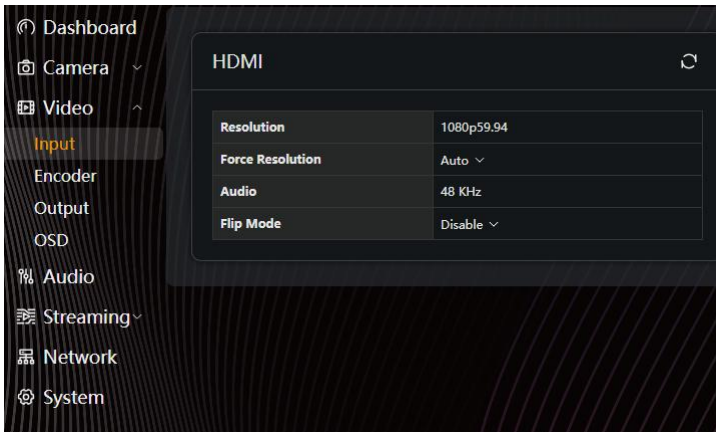 Dashboard
Camera
Video
Input
Encoder
Output
OSD
Audio
Streaming
Network
System
HDMI
Resolution 1080p59.94
Force Resolution Auto
Audio 48 KHz
Flip Mode Disable